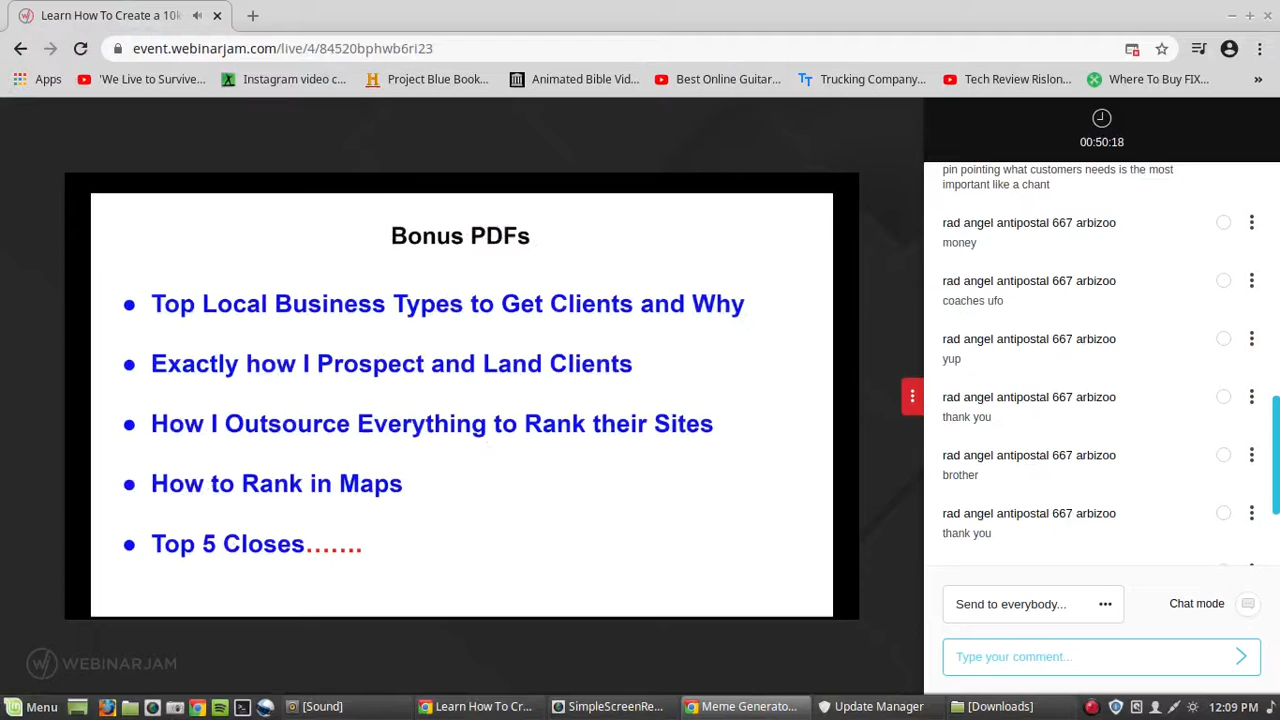 Learn How To Create a 10k
event.webinarjam.com/live/4/84520bphwb6ri23
Apps 'We Live to Survive... Instagram video c... Project Blue Book... Animated Bible Vid... Best Online Guitar... Trucking Company... Tech Review Rislon... Where To Buy FIX... »
00:50:18
pin pointing what customers needs is the most
important like a chant
rad angel antipostal 667 arbizoo
money
rad angel antipostal 667 arbizoo
coaches ufo
rad angel antipostal 667 arbizoo
yup
rad angel antipostal 667 arbizoo
thank you
rad angel antipostal 667 arbizoo
brother
rad angel antipostal 667 arbizoo
thank you
Bonus PDFs
• Top Local Business Types to Get Clients and Why
• Exactly how I Prospect and Land Clients
• How I Outsource Everything to Rank their Sites
• How to Rank in Maps
• Top 5 Closes.......
Send to everybody... Chat mode
Type your comment...
WEBINARJAM
Menu [Sound] Learn How To Cr... SimpleScreenRe... Meme Generato... Update Manager [Downloads] 12:09 PM